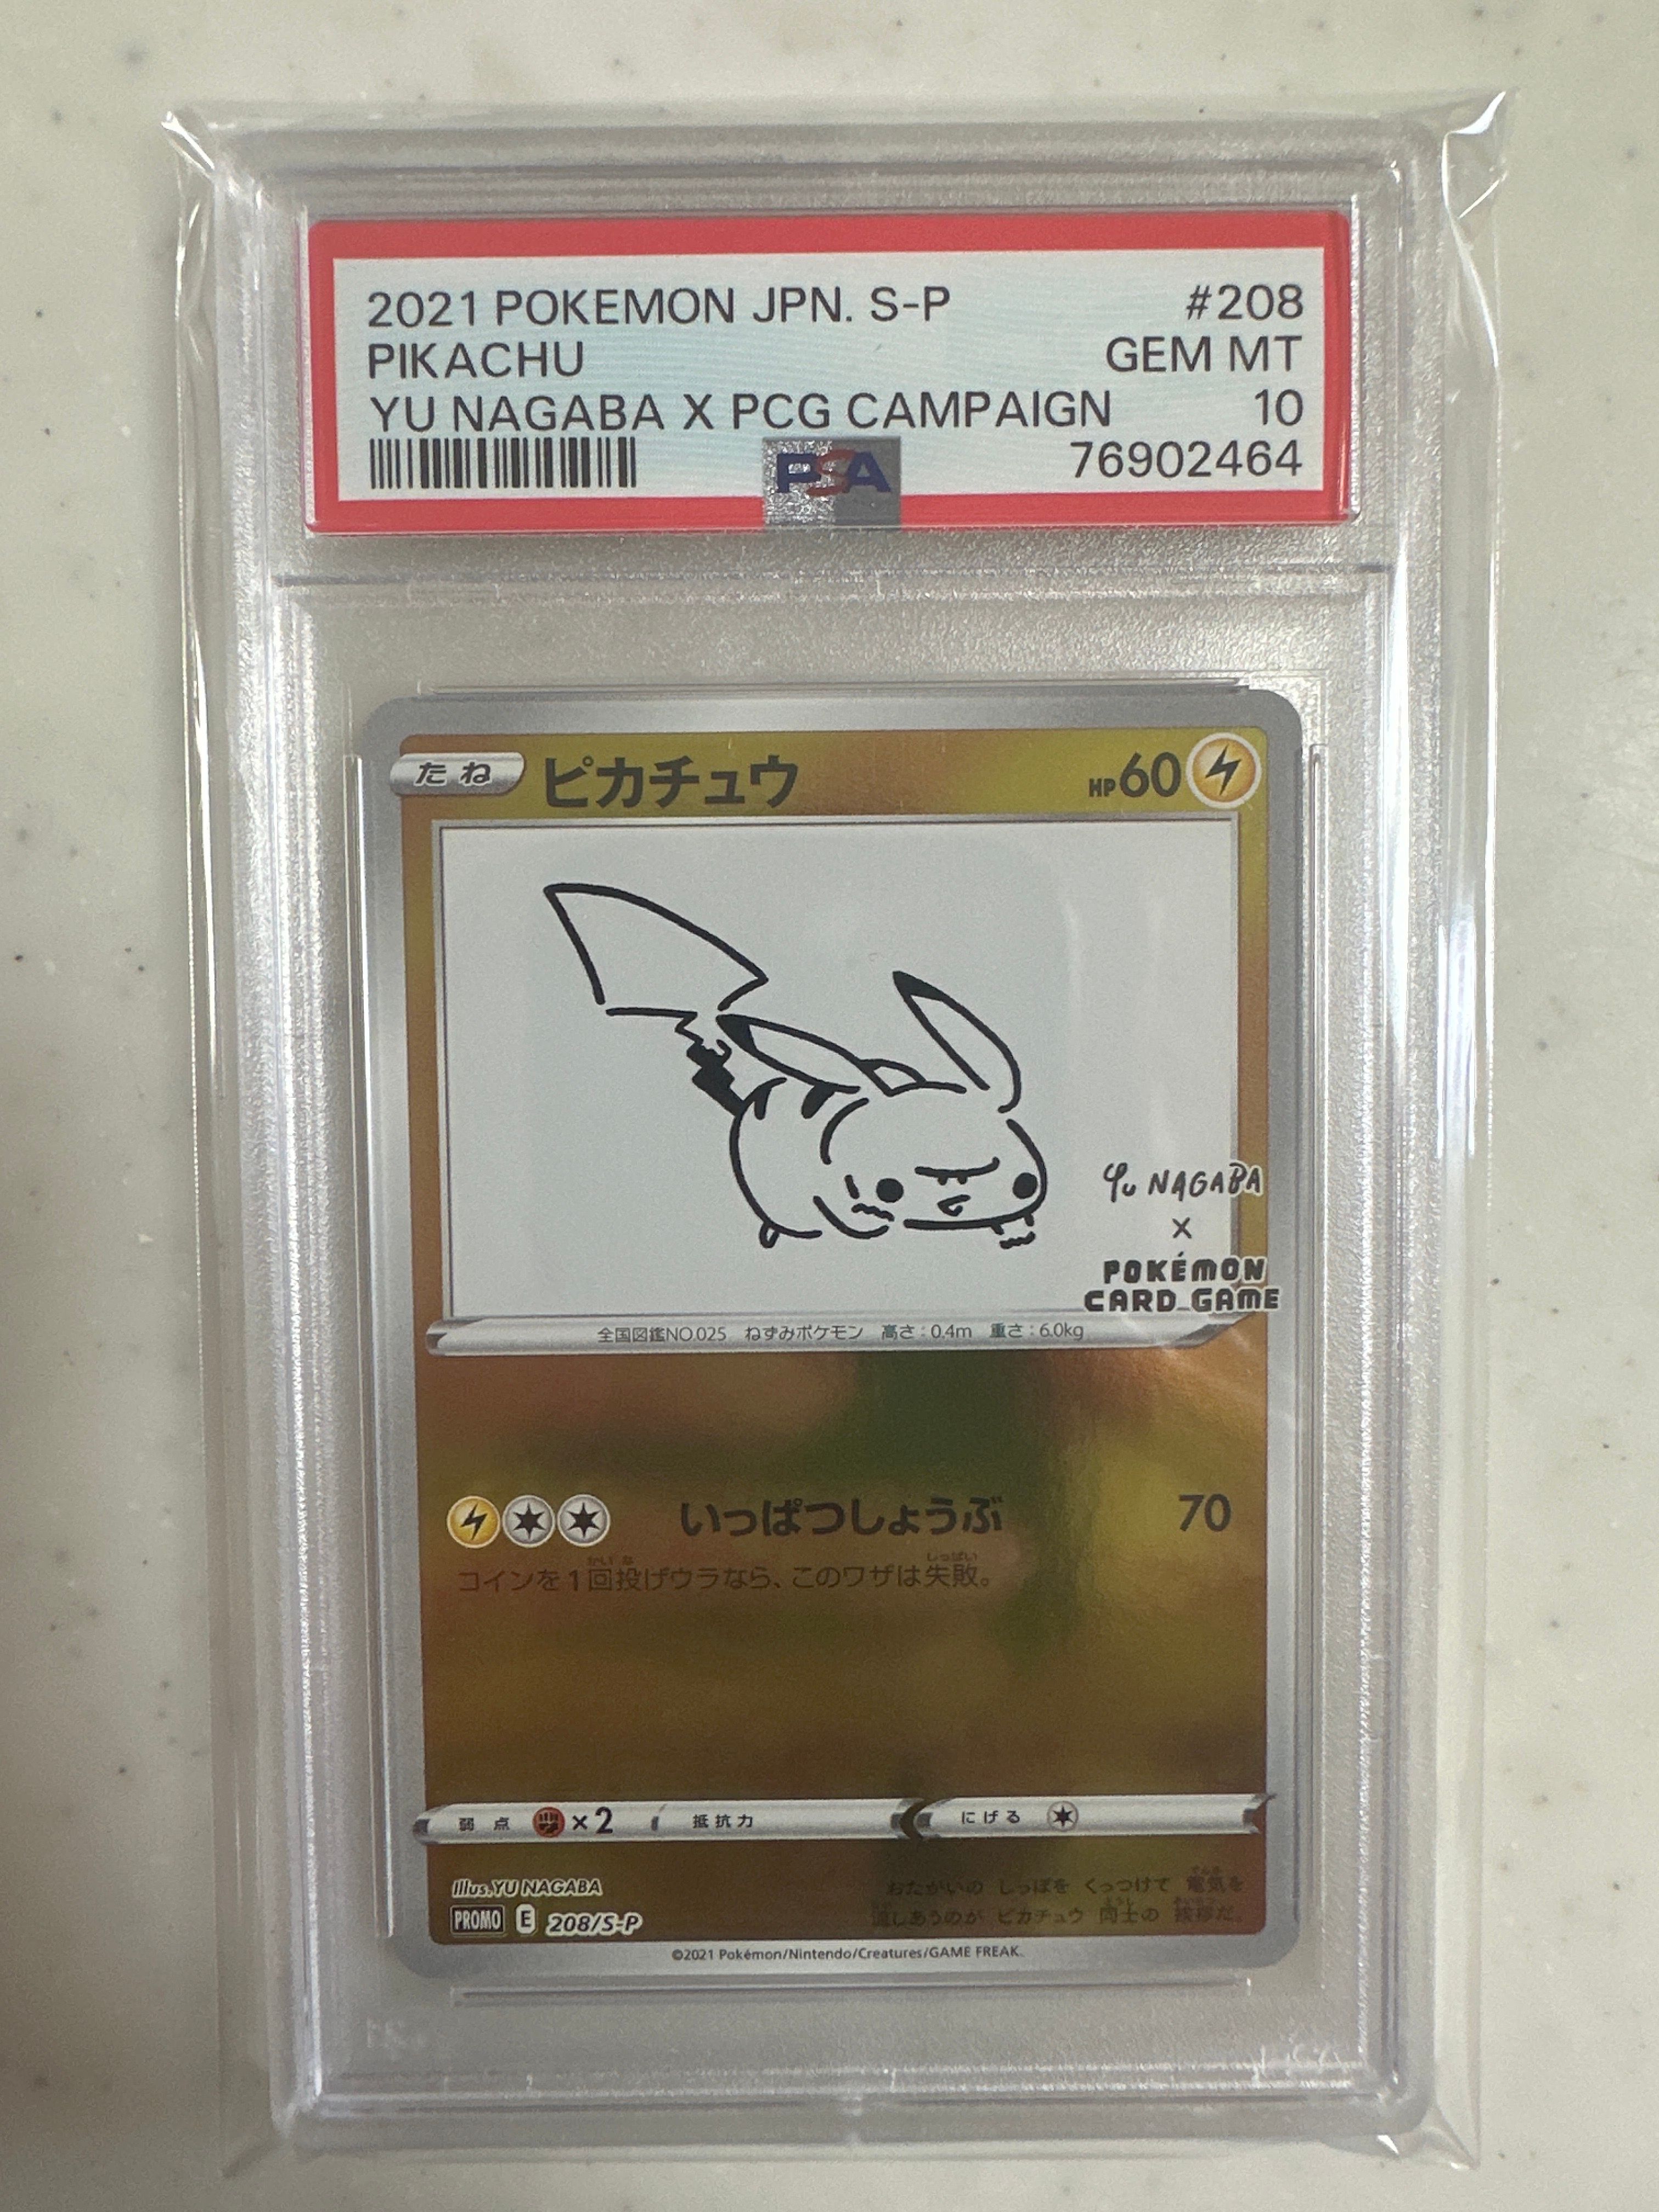 2021 POKEMON JPN. S-P #208
PIKACHU GEM MT
YU NAGABA X PCG CAMPAIGN 10
PSA 76902464
たね ピカチュウ HP60
Yu NAGABA
×
POKÉMON
CARD GAME
全国図鑑NO.025 ねずみポケモン 高さ:0.4m 重さ:6.0kg
いっぱつしょうぶ 70
コインを1回投げウラなら、このワザは失敗。
弱点 ×2 抵抗力 にげる
illus.YU NAGABA
おたがいの しっぽを くっつけて 電気を
流しあうのが ピカチュウ 同士の 挨拶だ。
PROMO E 208/S-P
©2021 Pokémon/Nintendo/Creatures/GAME FREAK.